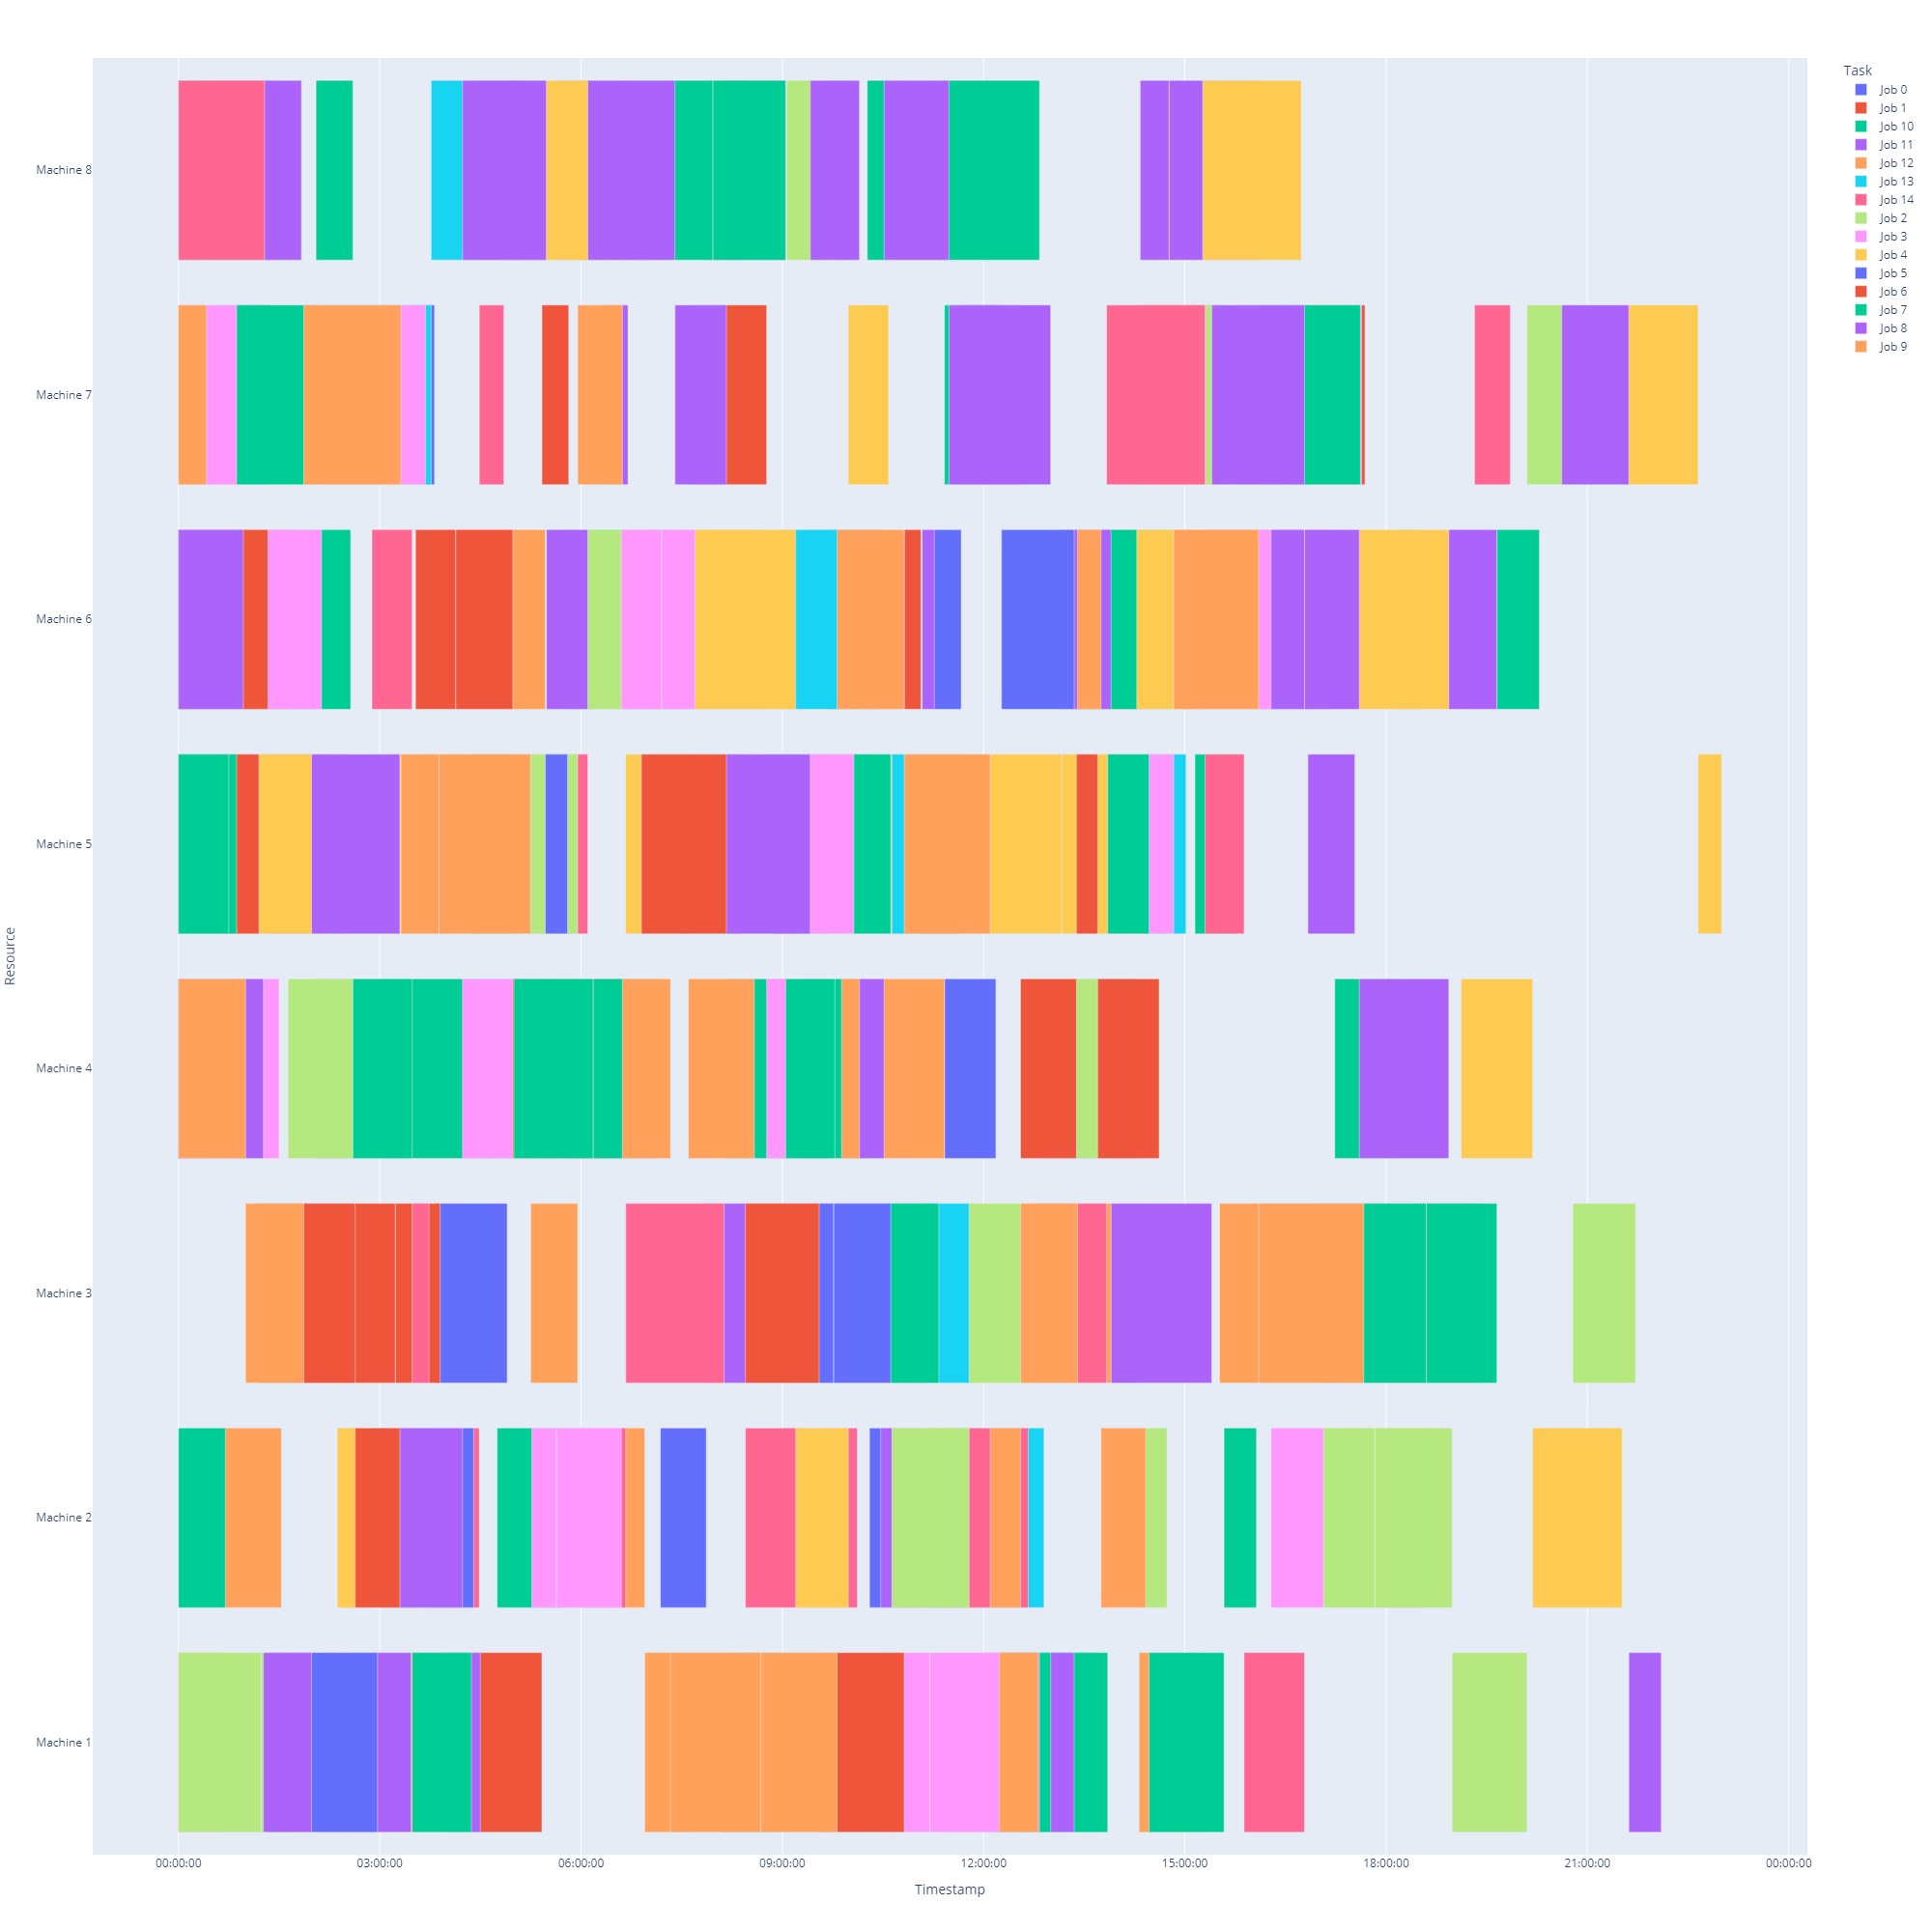 Task
Job 0
Job 1
Job 10
Job 11
Job 12
Job 13
Job 14
Job 2
Job 3
Job 4
Job 5
Job 6
Job 7
Job 8
Job 9
Machine 8
Machine 7
Machine 6
Machine 5
Machine 4
Machine 3
Machine 2
Machine 1
Resource
00:00:00 03:00:00 06:00:00 09:00:00 12:00:00 15:00:00 18:00:00 21:00:00 00:00:00
Timestamp